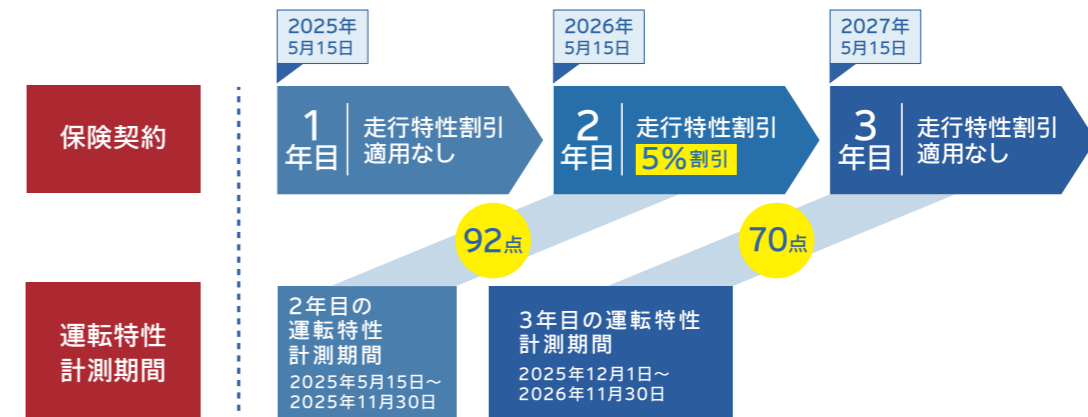 2025年
5月15日
2026年
5月15日
2027年
5月15日
保険契約
1
年目
走行特性割引
適用なし
2
年目
走行特性割引
5%割引
3
年目
走行特性割引
適用なし
92点
70点
運転特性
計測期間
2年目の
運転特性
計測期間
2025年5月15日~
2025年11月30日
3年目の運転特性
計測期間
2025年12月1日~
2026年11月30日